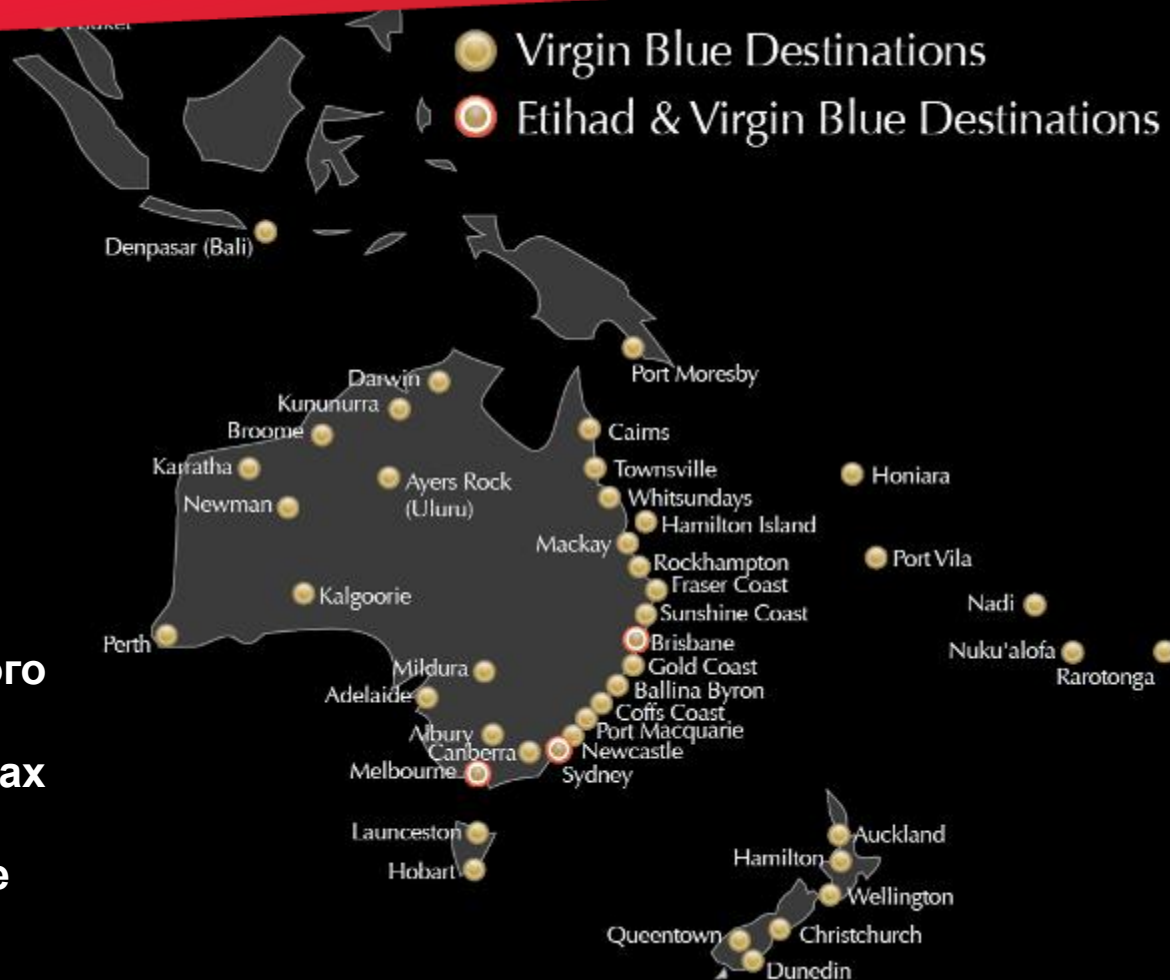 Phuket
Virgin Blue Destinations
Etihad & Virgin Blue Destinations
Denpasar (Bali)
Port Moresby
Darwin
Kununurra
Broome
Cairns
Karratha
Townsville
Ayers Rock
(Uluru)
Honiara
Newman
Whitsundays
Hamilton Island
Mackay
Rockhampton
Port Vila
Fraser Coast
Kalgoorie
Nadi
Sunshine Coast
Perth
Brisbane
Nuku'alofa
Mildura
Gold Coast
Rarotonga
Adelaide
Ballina Byron
Coffs Coast
Albury
Port Macquarie
Canberra
Newcastle
Melbourne
Sydney
ах
Launceston
Auckland
Hamilton
Hobart
Wellington
Queentown
Christchurch
Dunedin